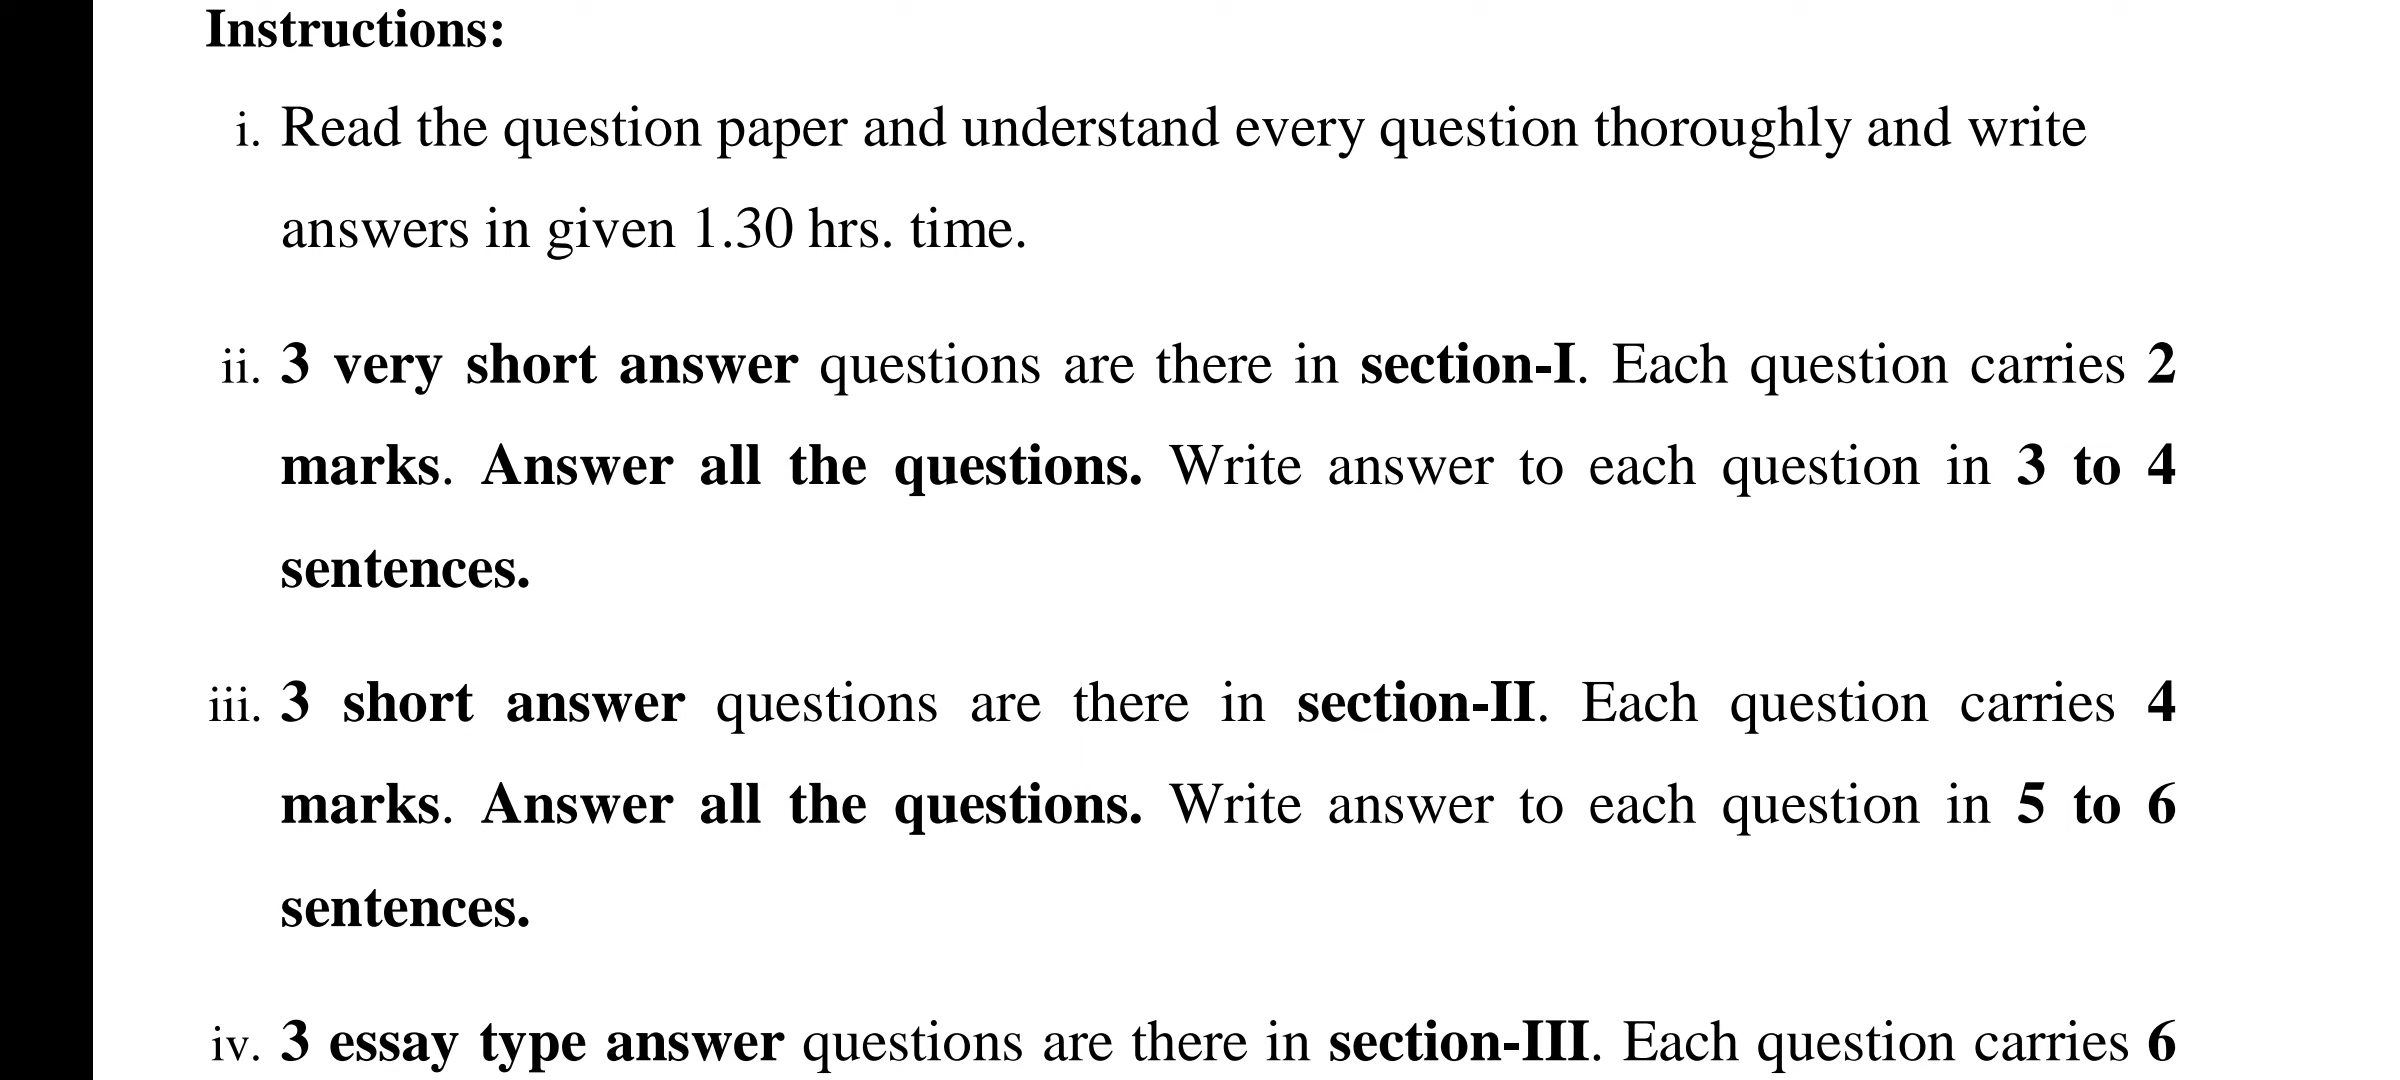 Instructions:
i. Read the question paper and understand every question thoroughly and write
answers in given 1.30 hrs. time.
ii. 3 very short answer questions are there in section-I. Each question carries 2
marks. Answer all the questions. Write answer to each question in 3 to 4
sentences.
iii. 3 short answer questions are there in section-II. Each question carries 4
marks. Answer all the questions. Write answer to each question in 5 to 6
sentences.
iv. 3 essay type answer questions are there in section-III. Each question carries 6